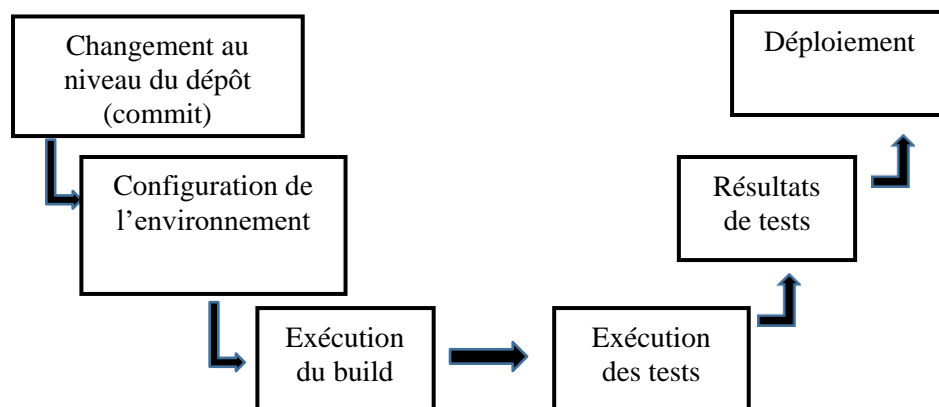 Changement au
niveau du dépôt
(commit)
Configuration de
l’environnement
Exécution
du build
Exécution
des tests
Résultats
de tests
Déploiement